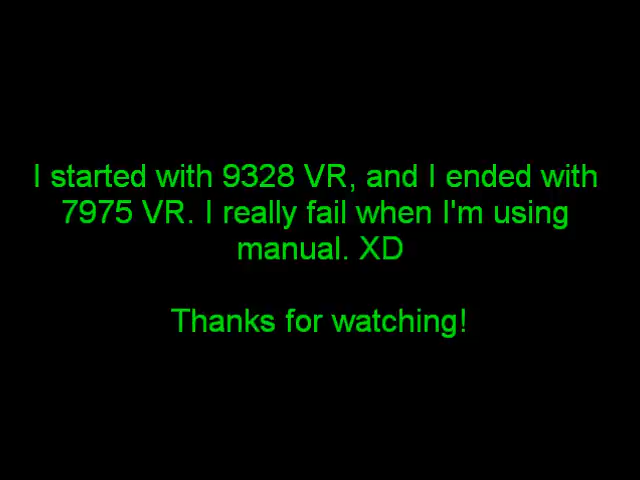 I started with 9328 VR, and I ended with
7975 VR. I really fail when I'm using
manual. XD
Thanks for watching!